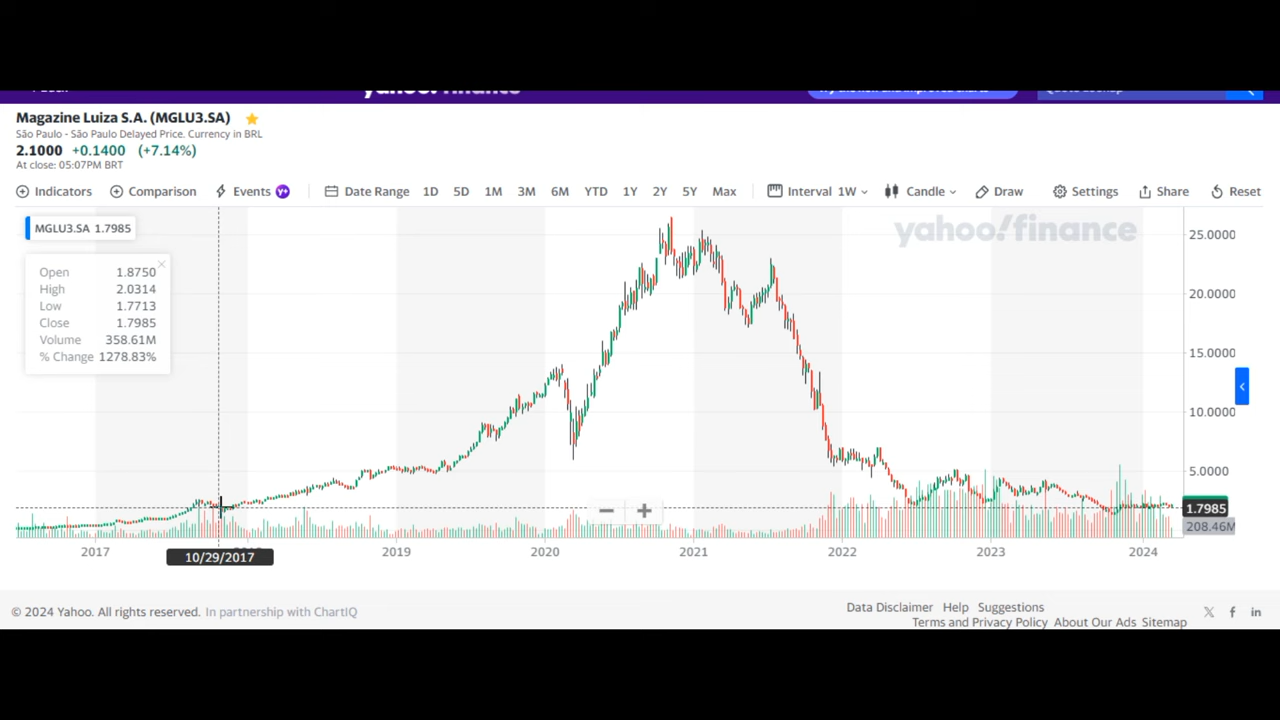 Magazine Luiza S.A. (MGLU3.SA)
São Paulo - São Paulo Delayed Price. Currency in BRL
2.1000 +0.1400 (+7.14%)
At close: 05:07PM BRT
Indicators Comparison Events Y+ Date Range 1D 5D 1M 3M 6M YTD 1Y 2Y 5Y Max Interval 1W Candle Draw Settings Share Reset
MGLU3.SA 1.7985
yahoo!finance
Open 1.8750
High 2.0314
Low 1.7713
Close 1.7985
Volume 358.61M
% Change 1278.83%
25.0000
20.0000
15.0000
10.0000
5.0000
1.7985
208.46M
2017 2019 2020 2021 2022 2023 2024
10/29/2017
© 2024 Yahoo. All rights reserved. In partnership with ChartIQ
Data Disclaimer Help Suggestions
Terms and Privacy Policy About Our Ads Sitemap